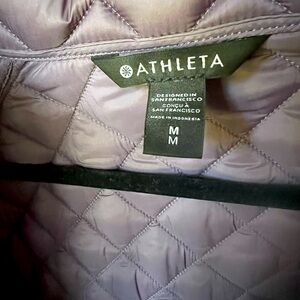 ATHLETA
DESIGNED IN
SAN FRANCISCO
CONÇU À
SAN FRANCISCO
MADE IN INDONESIA
M
M